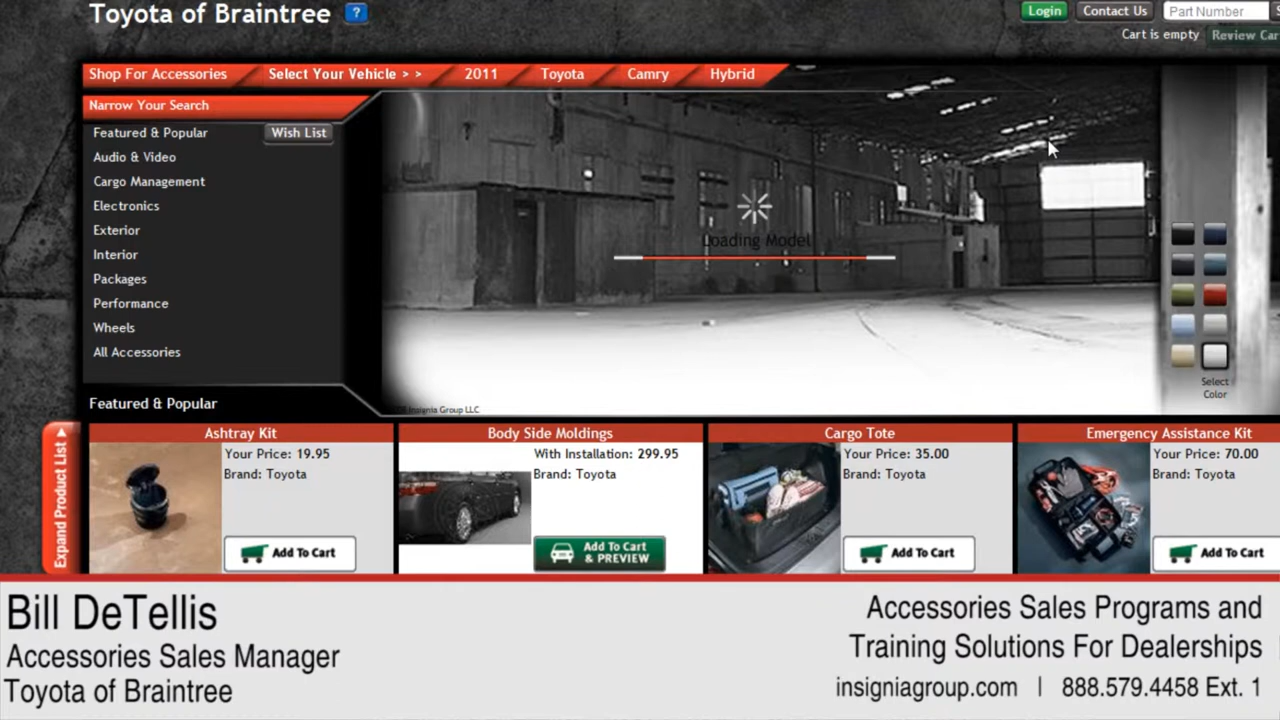 Toyota of Braintree ?
Login Contact Us Part Number
Cart is empty Review Car
Shop For Accessories Select Your Vehicle > > 2011 Toyota Camry Hybrid
Narrow Your Search
Featured & Popular Wish List
Audio & Video
Cargo Management
Electronics
Exterior
Interior
Packages
Performance
Wheels
All Accessories
Loading Model
Select
Color
Featured & Popular
Insignia Group LLC
Expand Product List
Ashtray Kit
Your Price: 19.95
Brand: Toyota
Add To Cart
Body Side Moldings
With Installation: 299.95
Brand: Toyota
Add To Cart
& PREVIEW
Cargo Tote
Your Price: 35.00
Brand: Toyota
Add To Cart
Emergency Assistance Kit
Your Price: 70.00
Brand: Toyota
Add To Cart
Bill DeTellis
Accessories Sales Manager
Toyota of Braintree
Accessories Sales Programs and
Training Solutions For Dealerships
insigniagroup.com | 888.579.4458 Ext. 1